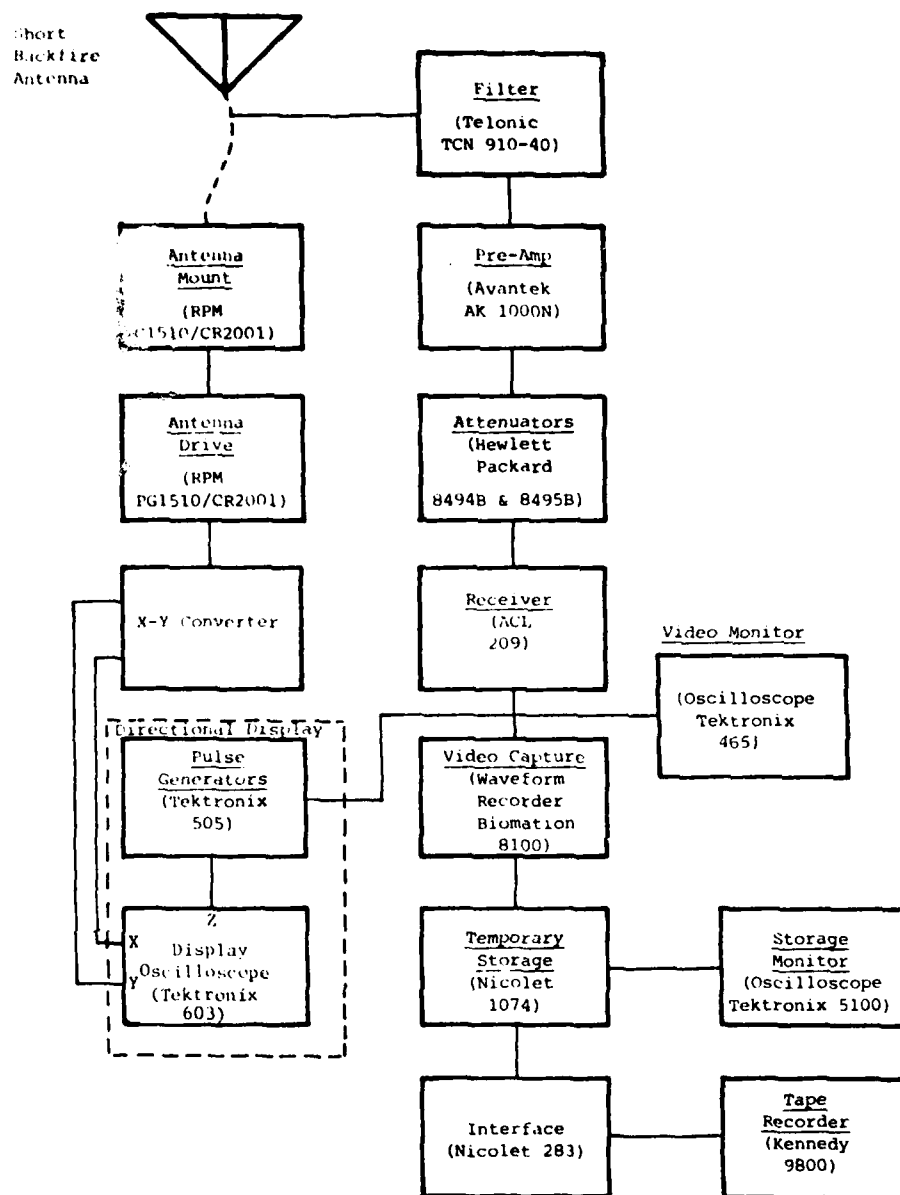 Short
Backfire
Antenna
Filter
(Telonic
TCN 910-40)
Antenna
Mount
(RPM
/CR2001)
Pre-Amp
(Avantek
AK 1000N)
Antenna
Drive
(RPM
PG1510/CR2001)
Attenuators
(Hewlett
Packard
8494B & 8495B)
X-Y Converter
Receiver
(ACL
209)
Video Monitor
(Oscilloscope
Tektronix
465)
Directional Display
Pulse
Generators
(Tektronix
505)
Video Capture
(Waveform
Recorder
Biomation
8100)
Z
X
Y
Display
Oscilloscope
(Tektronix
603)
Temporary
Storage
(Nicolet
1074)
Storage
Monitor
(Oscilloscope
Tektronix 5100)
Interface
(Nicolet 283)
Tape
Recorder
(Kennedy
9800)